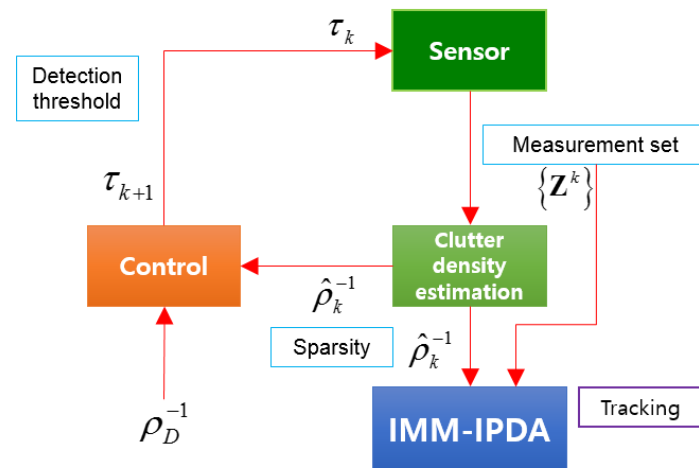 τ_k
Sensor
Detection
threshold
Measurement set
{Z^k}
τ_{k+1}
Control
Clutter
density
estimation
ρ̂_k^{-1}
Sparsity
ρ̂_k^{-1}
ρ_D^{-1}
IMM-IPDA
Tracking